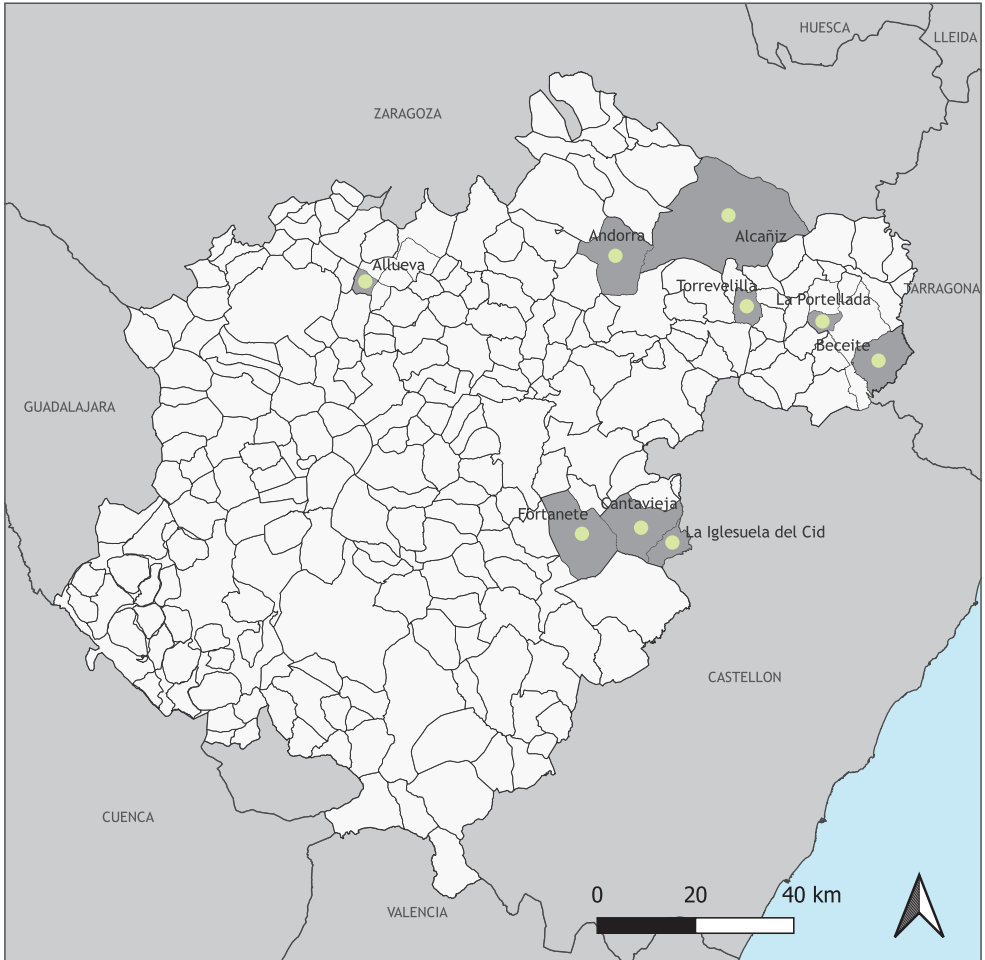 HUESCA
LLEIDA
ZARAGOZA
Andorra
Alcañiz
Allueva
Torrevelilla
TARRAGONA
La Portellada
Beceite
GUADALAJARA
Cantavieja
Fortanete
La Iglesuela del Cid
CASTELLON
CUENCA
VALENCIA
0 20 40 km